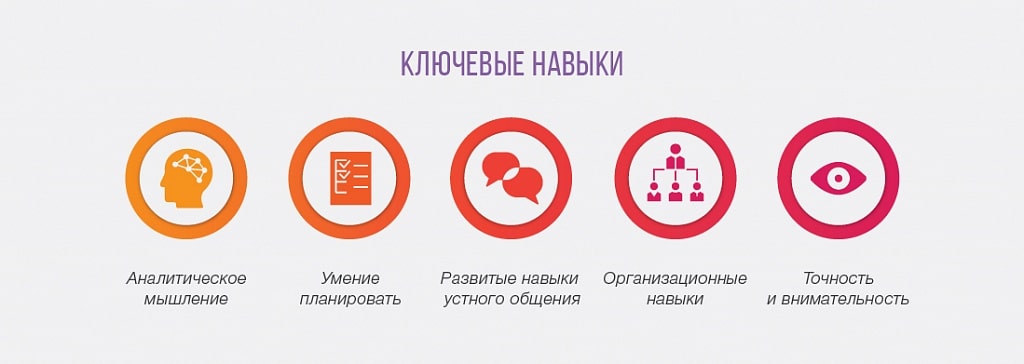 КЛЮЧЕВЫЕ НАВЫКИ
Аналитическое
мышление
Умение
планировать
Развитые навыки
устного общения
Организационные
навыки
Точность
и внимательность